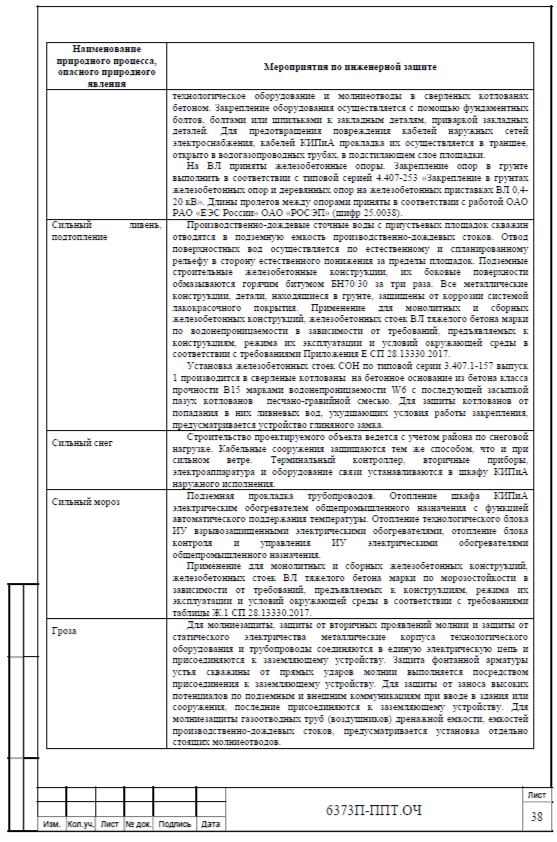 Наименование
природного процесса,
опасного природного
явления
Мероприятия по инженерной защите
технологическое оборудование и молниеотводы в сверленых котлованах
бетоном. Закрепление оборудования осуществляется с помощью фундаментных
болтов, болтами или шпильками к закладным деталям, приваркой закладных
деталей. Для предотвращения повреждения кабелей наружных сетей
электроснабжения, кабелей КИПиА прокладка их осуществляется в траншее,
открыто в водогазопроводных трубах, в подстилающем слое площадки.
На ВЛ приняты железобетонные опоры. Закрепление опор в грунте
выполнить в соответствии с типовой серией 4.407-253 «Закрепление в грунтах
железобетонных опор и деревянных опор на железобетонных приставках ВЛ 0,4-
20 кВ». Длины пролетов между опорами приняты в соответствии с работой ОАО
РАО «ЕЭС России» ОАО «РОСЭП» (шифр 25.0038).
Сильный ливень,
подтопление
Производственно-дождевые сточные воды с приустьевых площадок скважин
отводятся в подземную емкость производственно-дождевых стоков. Отвод
поверхностных вод осуществляется по естественному и спланированному
рельефу в сторону естественного понижения за пределы площадок. Подземные
строительные железобетонные конструкции, их боковые поверхности
обмазываются горячим битумом БН70/30 за три раза. Все металлические
конструкции, детали, находящиеся в грунте, защищены от коррозии системой
лакокрасочного покрытия. Применение для монолитных и сборных
железобетонных конструкций, железобетонных стоек ВЛ тяжелого бетона марки
по водонепроницаемости в зависимости от требований, предъявляемых к
конструкциям, режима их эксплуатации и условий окружающей среды в
соответствии с требованиями Приложения Е СП 28.13330.2017.
Установка железобетонных стоек СОН по типовой серии 3.407.1-157 выпуск
1 производится в сверленые котлованы на бетонное основание из бетона класса
прочности В15 марками водонепроницаемости W6 с последующей засыпкой
пазух котлованов песчано-гравийной смесью. Для защиты котлованов от
попадания в них ливневых вод, ухудшающих условия работы закрепления,
предусматривается устройство глиняного замка.
Сильный снег
Строительство проектируемого объекта ведется с учетом района по снеговой
нагрузке. Кабельные сооружения защищаются тем же способом, что и при
сильном ветре. Терминальный контроллер, вторичные приборы,
электроаппаратура и оборудование связи устанавливаются в шкафу КИПиА
наружного исполнения.
Сильный мороз
Подземная прокладка трубопроводов. Отопление шкафа КИПиА
электрическим обогревателем общепромышленного назначения с функцией
автоматического поддержания температуры. Отопление технологического блока
ИУ взрывозащищенными электрическими обогревателями, отопление блока
контроля и управления ИУ электрическими обогревателями
общепромышленного назначения.
Применение для монолитных и сборных железобетонных конструкций,
железобетонных стоек ВЛ тяжелого бетона марки по морозостойкости в
зависимости от требований, предъявляемых к конструкциям, режима их
эксплуатации и условий окружающей среды в соответствии с требованиями
таблицы Ж.1 СП 28.13330.2017.
Гроза
Для молниезащиты, защиты от вторичных проявлений молнии и защиты от
статического электричества металлические корпуса технологического
оборудования и трубопроводы соединяются в единую электрическую цепь и
присоединяются к заземляющему устройству. Защита фонтанной арматуры
устья скважины от прямых ударов молнии выполняется посредством
присоединения к заземляющему устройству. Для защиты от заноса высоких
потенциалов по подземным и внешним коммуникациям при вводе в здания или
сооружения, последние присоединяются к заземляющему устройству. Для
молниезащиты газоотводных труб (воздушников) дренажной емкости, емкостей
производственно-дождевых стоков, предусматривается установка отдельно
стоящих молниеотводов.
Изм. Кол.уч. Лист № док. Подпись Дата
6373П-ППТ.ОЧ
Лист
38